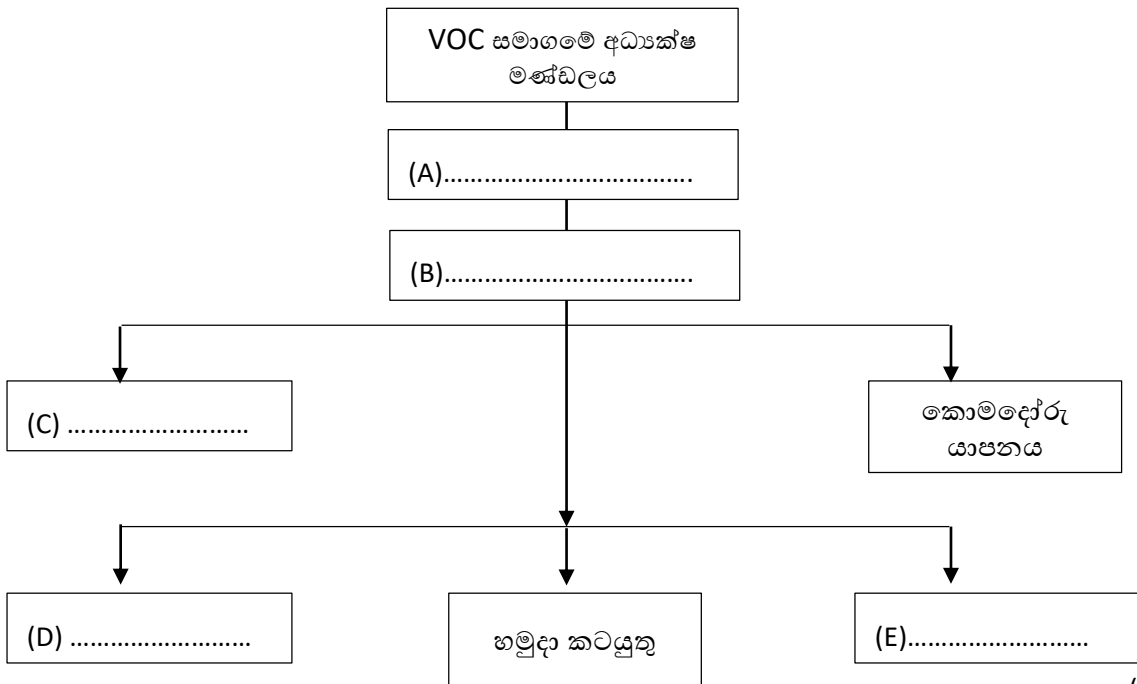 VOC සමාගමේ අධ්‍යක්ෂ
මණ්ඩලය
(A)......................................
(B)......................................
(C) ............................
කොමදෝරු
යාපනය
(D) ............................
හමුදා කටයුතු
(E)............................
(